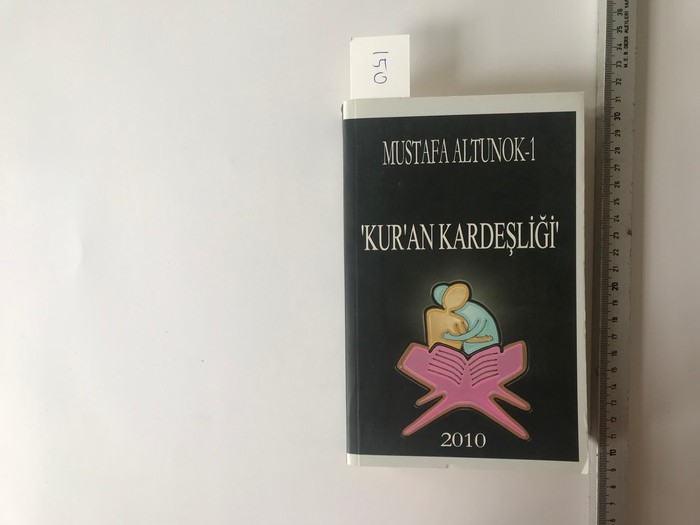 150
MUSTAFA ALTUNOK-1
'KUR'AN KARDEŞLİĞİ'
2010